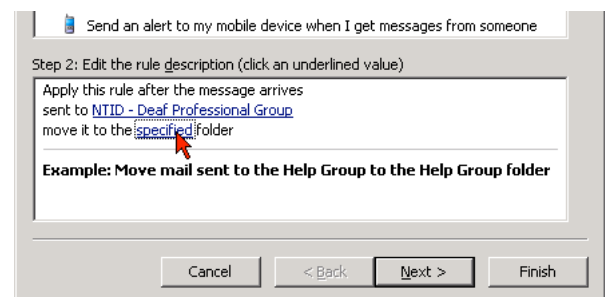 Send an alert to my mobile device when I get messages from someone
Step 2: Edit the rule description (click an underlined value)
Apply this rule after the message arrives
sent to NTID - Deaf Professional Group
move it to the specified folder
Example: Move mail sent to the Help Group to the Help Group folder
Cancel
< Back
Next >
Finish